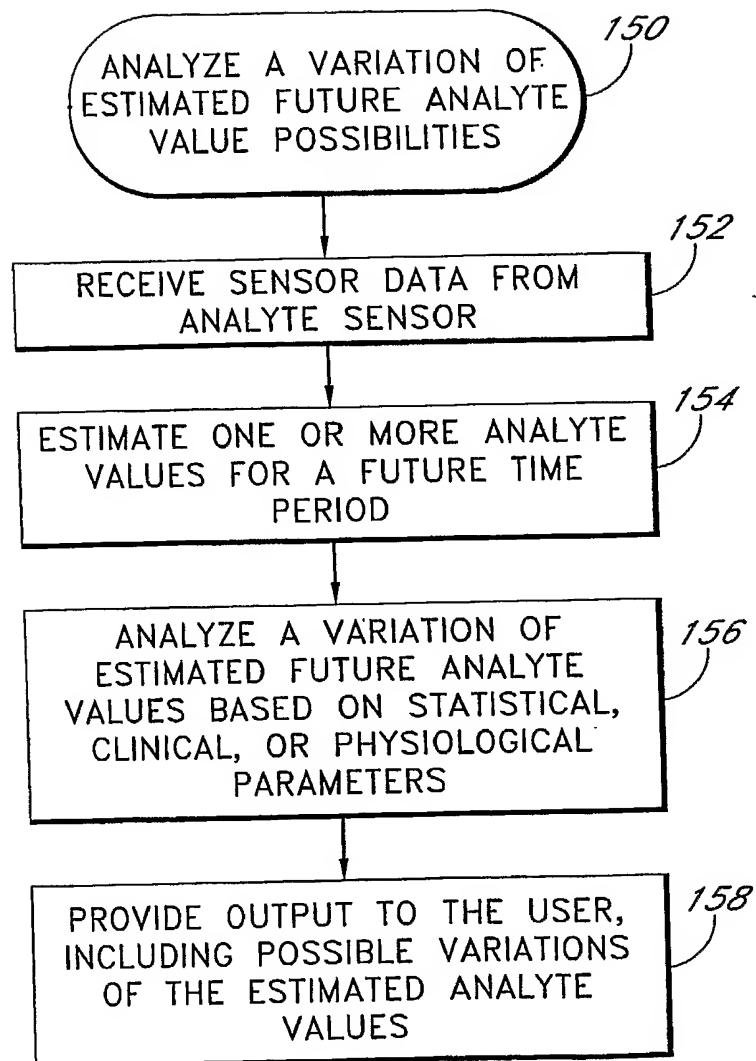 ANALYZE A VARIATION OF
ESTIMATED FUTURE ANALYTE
VALUE POSSIBILITIES
150
RECEIVE SENSOR DATA FROM
ANALYTE SENSOR
152
ESTIMATE ONE OR MORE ANALYTE
VALUES FOR A FUTURE TIME
PERIOD
154
ANALYZE A VARIATION OF
ESTIMATED FUTURE ANALYTE
VALUES BASED ON STATISTICAL,
CLINICAL, OR PHYSIOLOGICAL
PARAMETERS
156
PROVIDE OUTPUT TO THE USER,
INCLUDING POSSIBLE VARIATIONS
OF THE ESTIMATED ANALYTE
VALUES
158